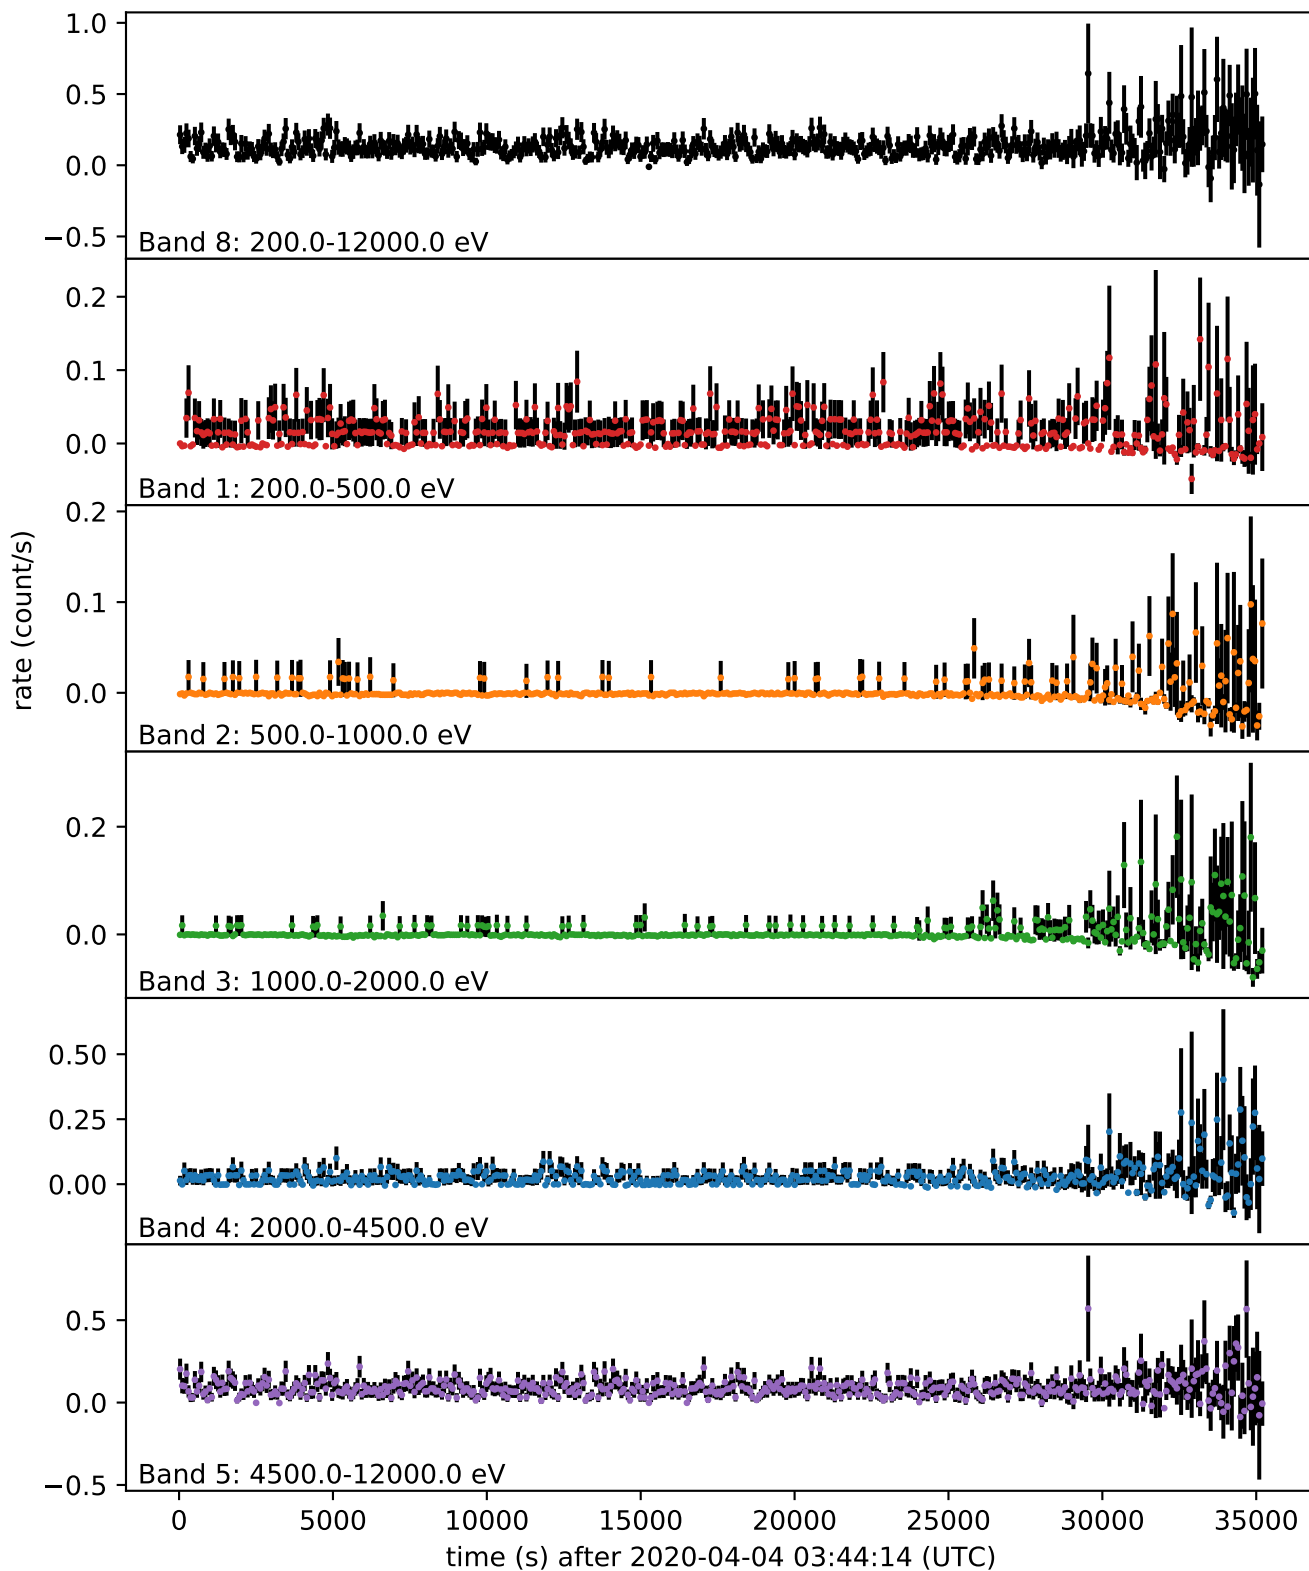 rate (count/s)
1.0
0.5
0.0
−0.5
Band 8: 200.0-12000.0 eV
0.2
0.1
0.0
Band 1: 200.0-500.0 eV
0.2
0.1
0.0
Band 2: 500.0-1000.0 eV
0.2
0.0
Band 3: 1000.0-2000.0 eV
0.50
0.25
0.00
Band 4: 2000.0-4500.0 eV
0.5
0.0
−0.5
Band 5: 4500.0-12000.0 eV
0 5000 10000 15000 20000 25000 30000 35000
time (s) after 2020-04-04 03:44:14 (UTC)